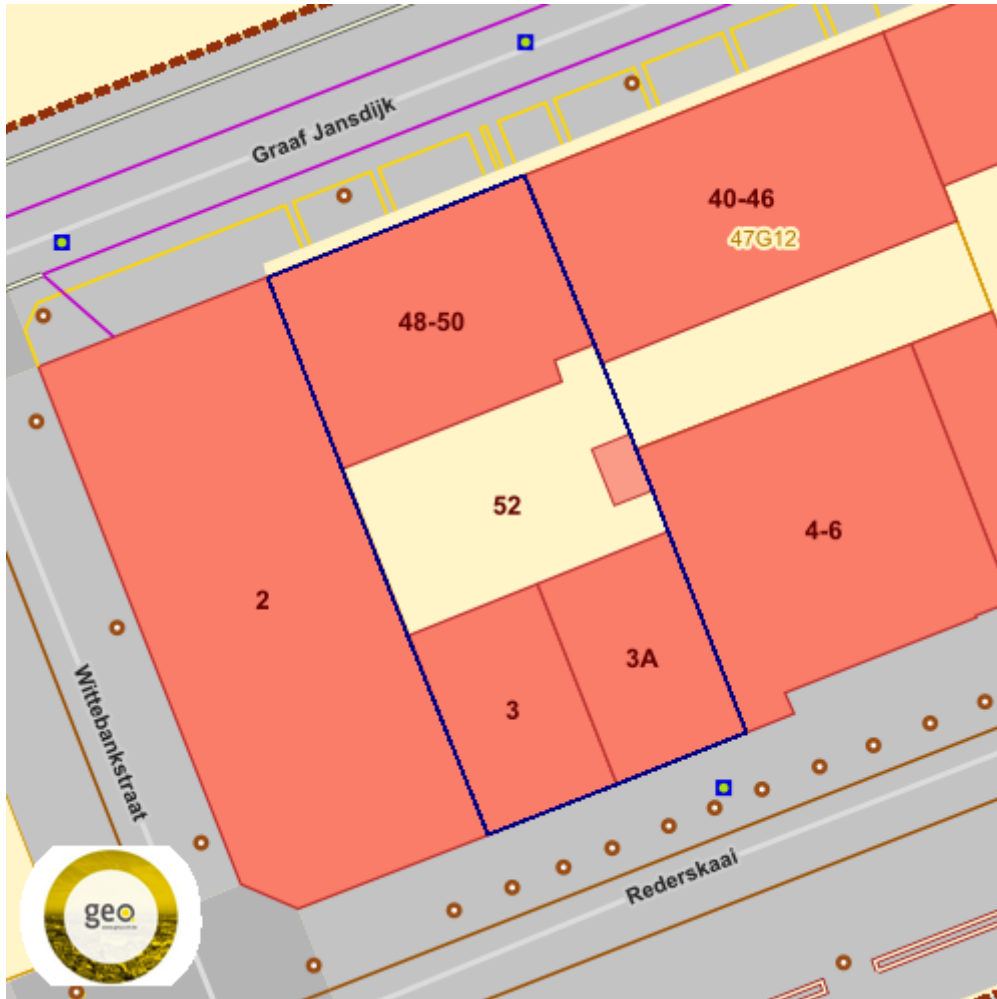 Graaf Jansdijk
40-46
47G12
48-50
52
4-6
2
3A
3
Wittebankstraat
Rederskaai
geo